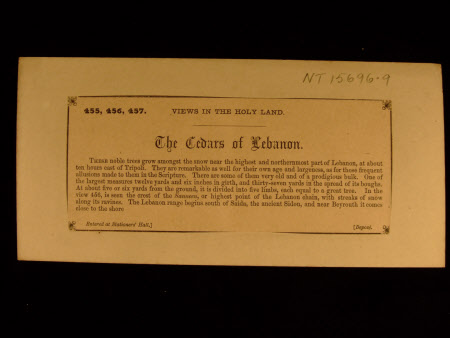 NT 15696-9
455, 456, 457. VIEWS IN THE HOLY LAND.
The Cedars of Lebanon.
THESE noble trees grow amongst the snow near the highest and northernmost part of Lebanon, at about
ten hours east of Tripoli. They are remarkable as well for their own age and largeness, as for those frequent
allusions made to them in the Scripture. There are some of them very old and of a prodigious bulk. One of
the largest measures twelve yards and six inches in girth, and thirty-seven yards in the spread of its boughs.
At about five or six yards from the ground, it is divided into five limbs, each equal to a great tree. In the
view 456, is seen the crest of the or highest point of the Lebanon chain, with streaks of snow
along its ravines. The Lebanon range begins south of Saida, the ancient Sidon, and near Beyrouth it comes
close to the shore
Entered at Stationers' Hall.]